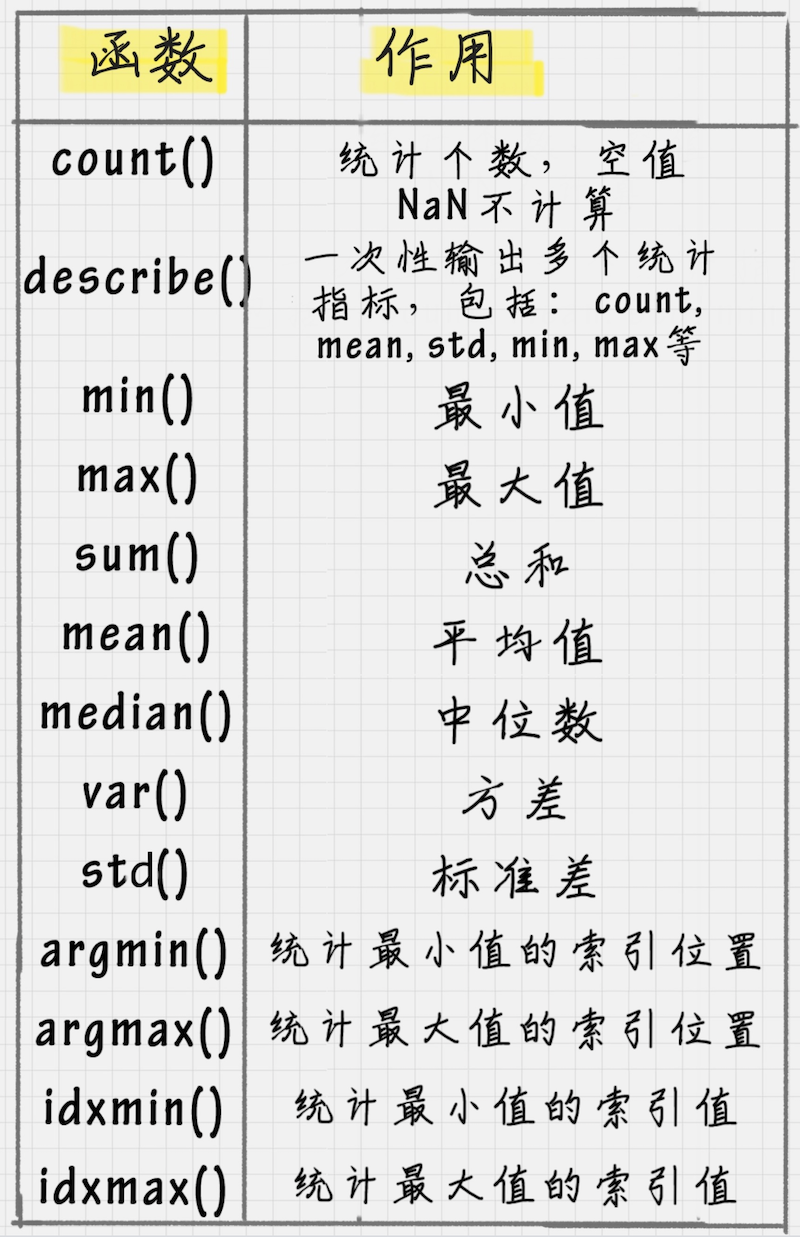 函数 作用
count() 统计个数，空值
NaN不计算
describe() 一次性输出多个统计
指标，包括：count,
mean, std, min, max等
min() 最小值
max() 最大值
sum() 总和
mean() 平均值
median() 中位数
var() 方差
std() 标准差
argmin() 统计最小值的索引位置
argmax() 统计最大值的索引位置
idxmin() 统计最小值的索引值
idxmax() 统计最大值的索引值